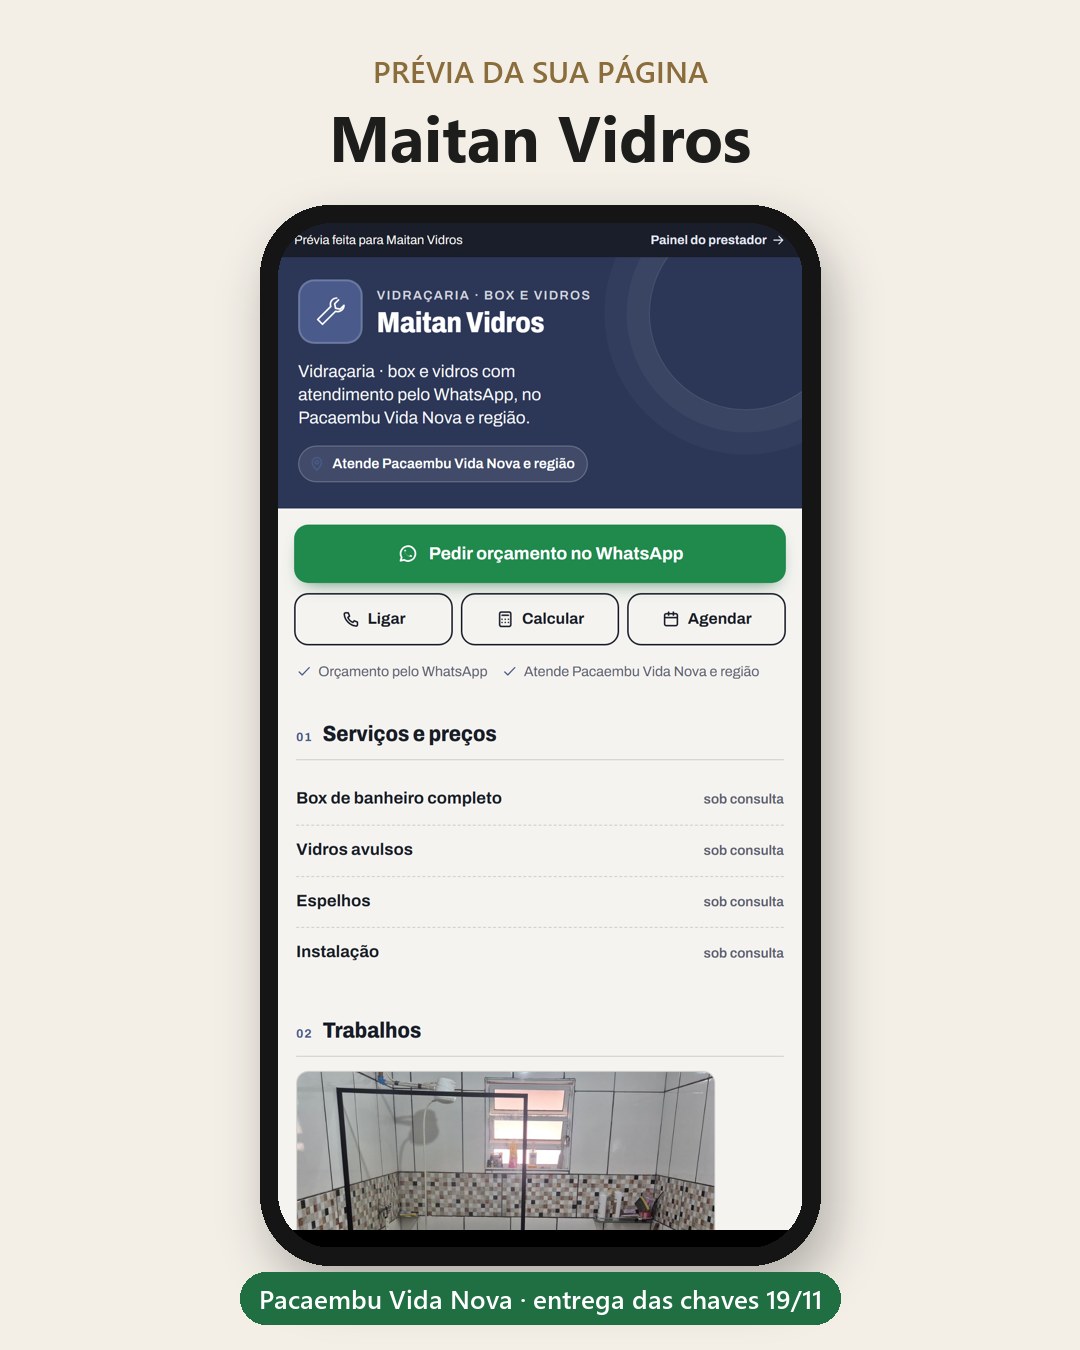 PRÉVIA DA SUA PÁGINA
Maitan Vidros
Prévia feita para Maitan Vidros
Painel do prestador →
VIDRAÇARIA · BOX E VIDROS
Maitan Vidros
Vidraçaria · box e vidros com
atendimento pelo WhatsApp, no
Pacaembu Vida Nova e região.
Atende Pacaembu Vida Nova e região
Pedir orçamento no WhatsApp
Ligar
Calcular
Agendar
Orçamento pelo WhatsApp
Atende Pacaembu Vida Nova e região
01 Serviços e preços
Box de banheiro completo
sob consulta
Vidros avulsos
sob consulta
Espelhos
sob consulta
Instalação
sob consulta
02 Trabalhos
Pacaembu Vida Nova · entrega das chaves 19/11